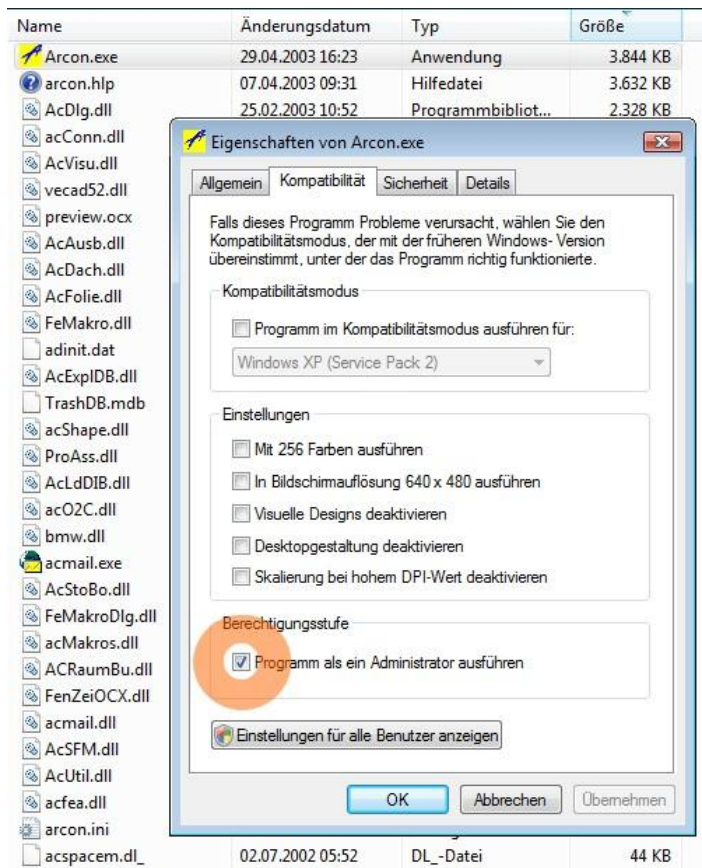 Name Änderungsdatum Typ Größe
Arcon.exe 29.04.2003 16:23 Anwendung 3.844 KB
arcon.hlp 07.04.2003 09:31 Hilfedatei 3.632 KB
AcDlg.dll 25.02.2003 10:52 Programmbibliot... 2.328 KB
acConn.dll
AcVisu.dll
vecad52.dll
preview.ocx
AcAusb.dll
AcDach.dll
AcFolie.dll
FeMakro.dll
adinit.dat
AcExplDB.dll
TrashDB.mdb
acShape.dll
ProAss.dll
AcLdDIB.dll
acO2C.dll
bmw.dll
acmail.exe
AcStoBo.dll
FeMakroDlg.dll
acMakros.dll
ACRaumBu.dll
FenZeiOCX.dll
acmail.dll
AcSFM.dll
AcUtil.dll
acfea.dll
arcon.ini
acspacem.dl_ 02.07.2002 05:52 DL_-Datei 44 KB
Eigenschaften von Arcon.exe
Allgemein Kompatibilität Sicherheit Details
Falls dieses Programm Probleme verursacht, wählen Sie den
Kompatibilitätsmodus, der mit der früheren Windows- Version
übereinstimmt, unter der das Programm richtig funktionierte.
Kompatibilitätsmodus
Programm im Kompatibilitätsmodus ausführen für:
Windows XP (Service Pack 2)
Einstellungen
Mit 256 Farben ausführen
In Bildschirmauflösung 640 x 480 ausführen
Visuelle Designs deaktivieren
Desktopgestaltung deaktivieren
Skalierung bei hohem DPI-Wert deaktivieren
Berechtigungsstufe
Programm als ein Administrator ausführen
Einstellungen für alle Benutzer anzeigen
OK Abbrechen Übernehmen